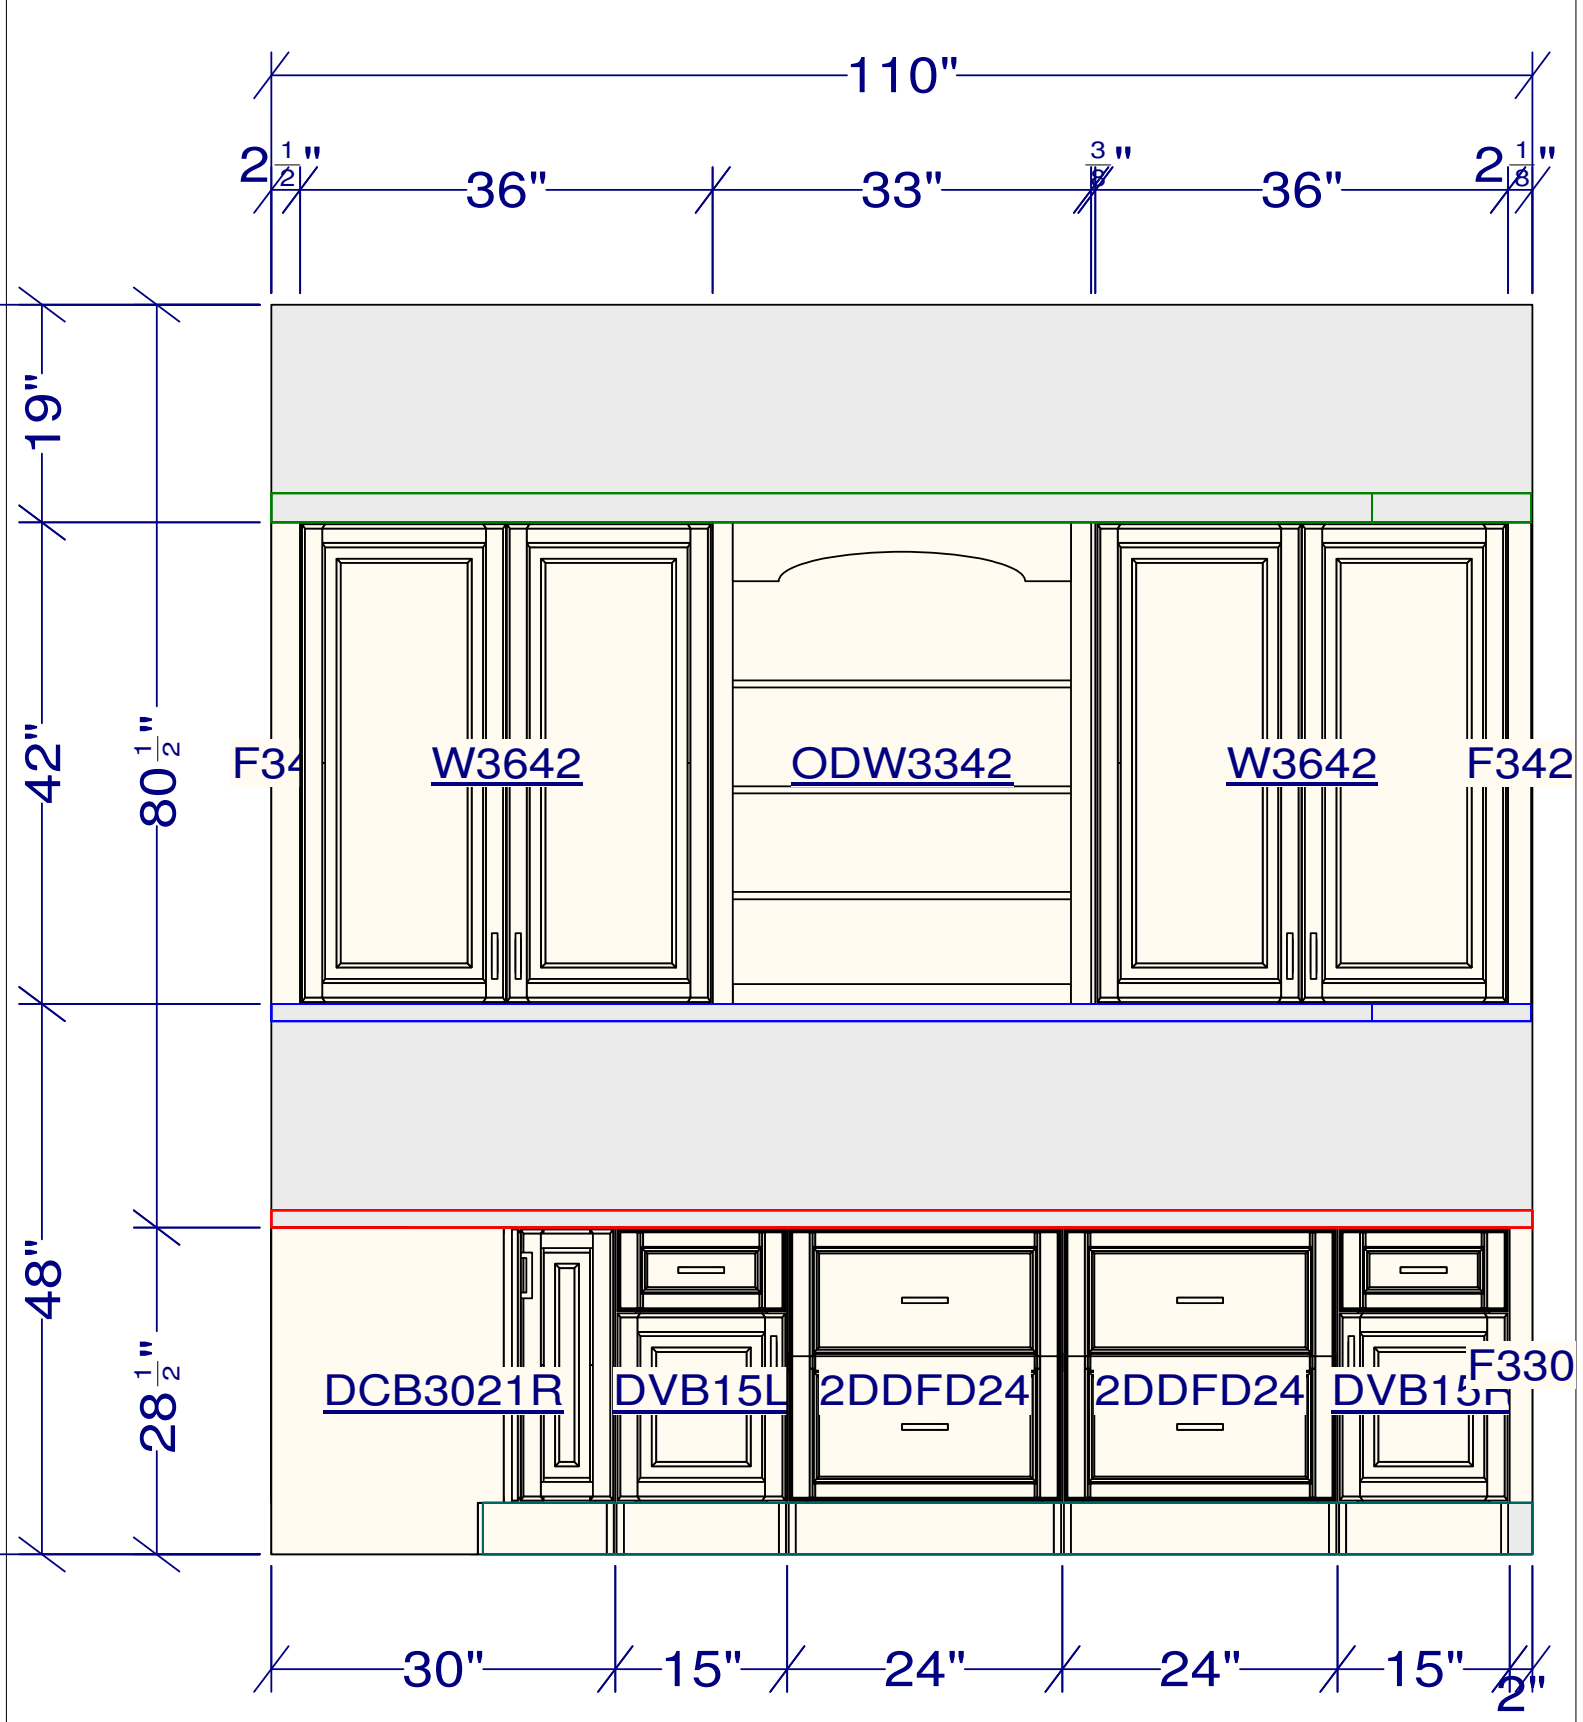 110"
2 1/2" 36" 33" 3/8" 36" 2 1/8"
19"
42"
80 1/2"
F34 W3642 ODW3342 W3642 F342
48"
28 1/2"
DCB3021R DVB15L 2DDFD24 2DDFD24 DVB15R F330
30" 15" 24" 24" 15" 2"